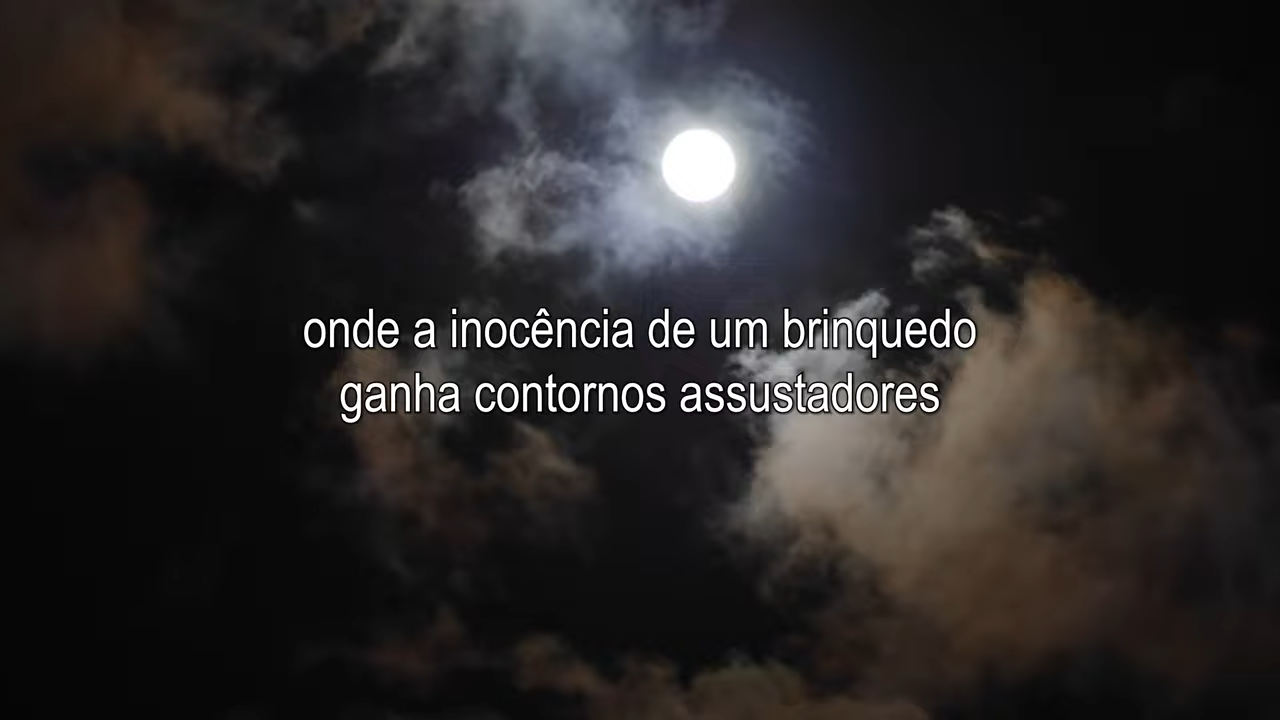 onde a inocência de um brinquedo
ganha contornos assustadores